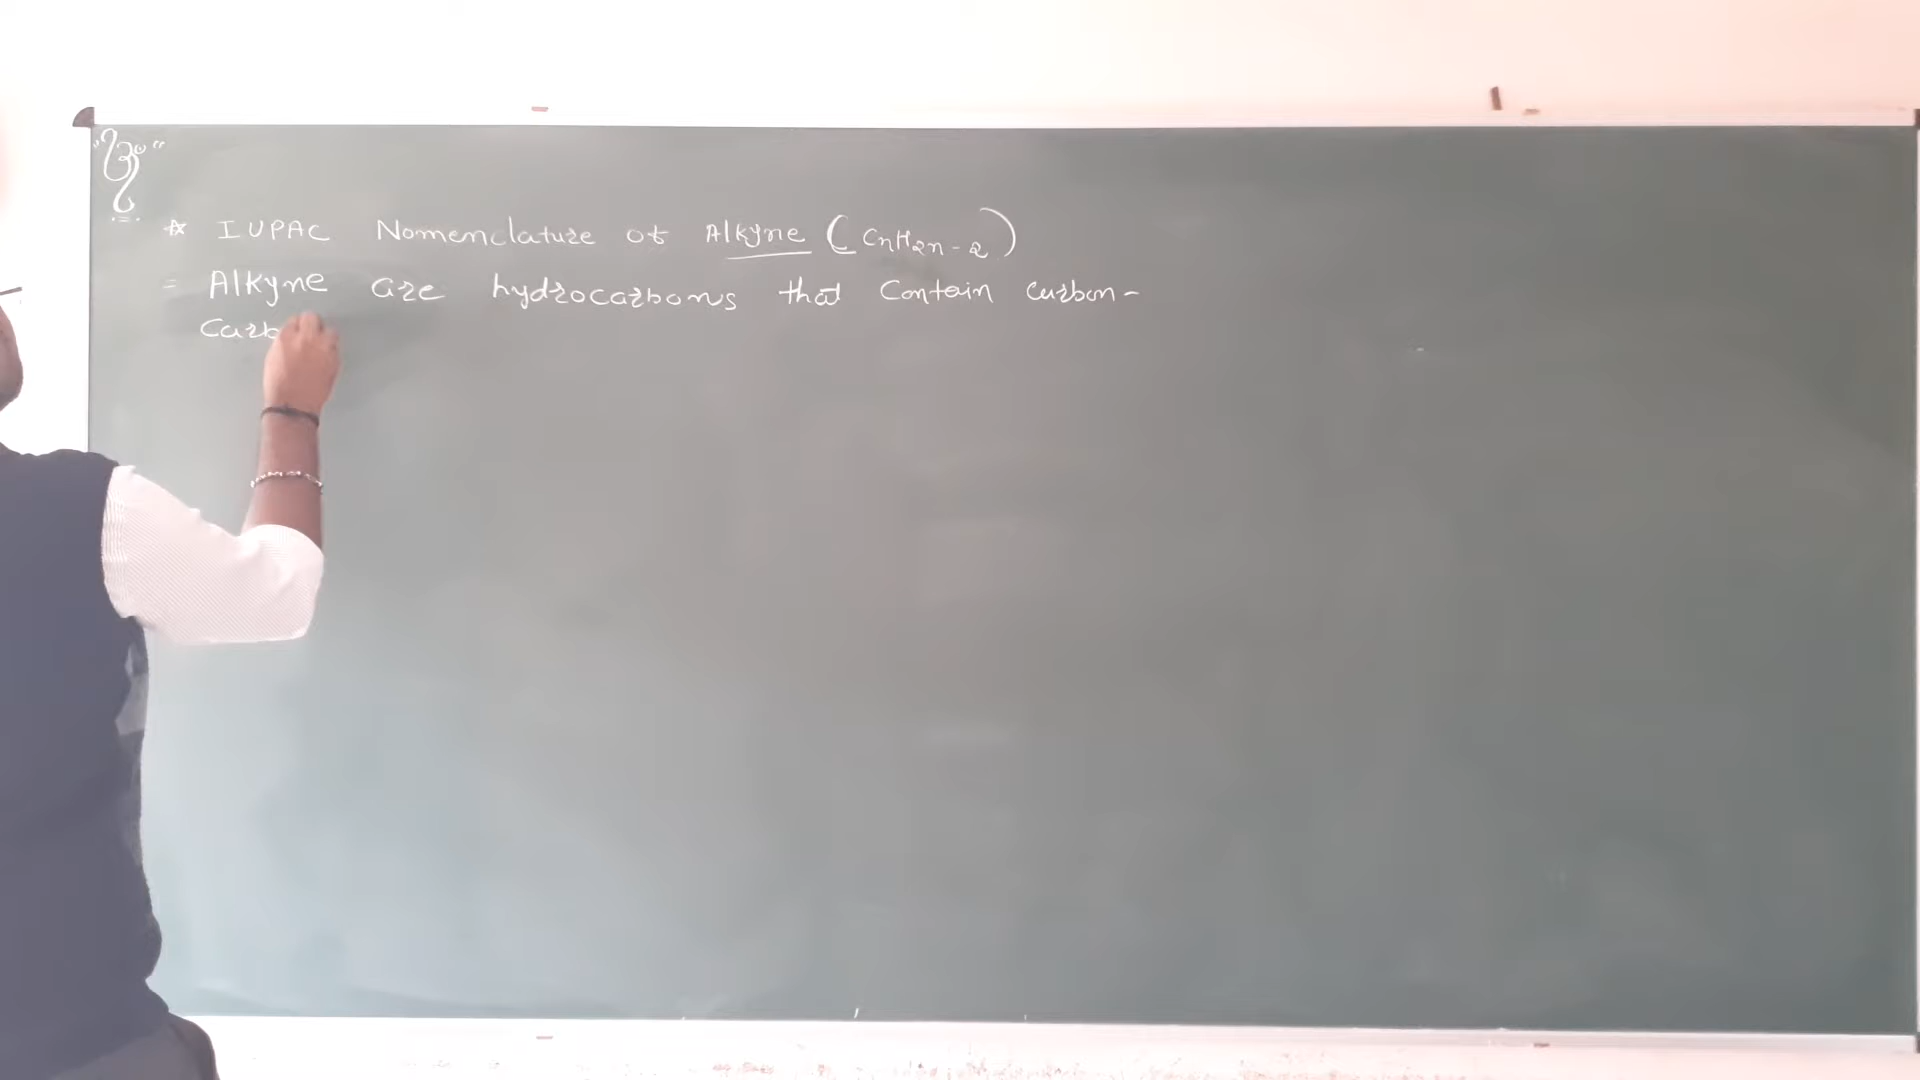 ☆ IUPAC Nomenclature of Alkyne (CnH2n-2)
= Alkyne are hydrocarbons that Contain carbon-
Carb